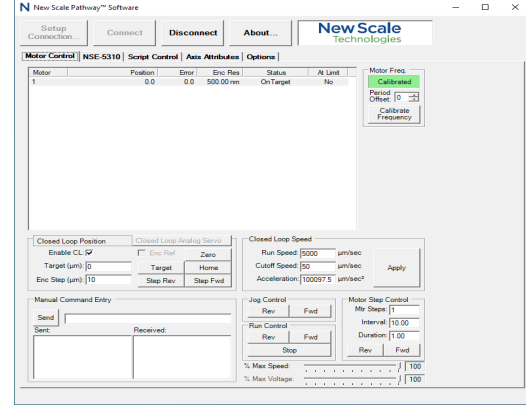 New Scale Pathway™ Software
Setup Connection...
Connect
Disconnect
About...
New Scale
Technologies
Motor Control
NSE-5310
Script Control
Axis Attributes
Options
Motor Position Error Enc Res Status At Limit
1 0.0 0.0 500.00 nm OnTarget No
Motor Freq.
Calibrated
Period Offset: 0
Calibrate Frequency
Closed Loop Position
Closed Loop Analog Servo
Enable CL: ✓ Enc Ref Zero
Target (µm): 0 Target Home
Enc Step (µm): 10 Step Rev Step Fwd
Closed Loop Speed
Run Speed: 5000 µm/sec
Cutoff Speed: 50 µm/sec
Acceleration: 100097.5 µm/sec²
Apply
Manual Command Entry
Send
Sent: Received:
Jog Control
Rev Fwd
Run Control
Rev Fwd
Stop
Motor Step Control
Mtr Steps: 1
Interval: 10.00
Duration: 1.00
Rev Fwd
% Max Speed: 100
% Max Voltage: 100